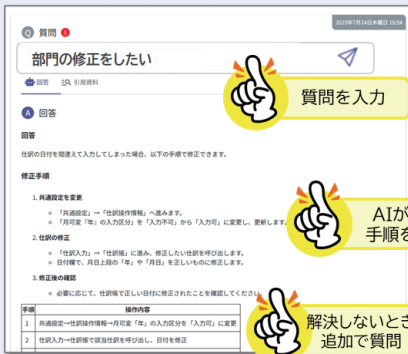 2025年7月24日木曜日 10:54
Q 質問 1
部門の修正をしたい
回答 引用資料
質問を入力
A 回答
回答
仕訳の日付を間違えて入力してしまった場合、以下の手順で修正できます。
修正手順
1. 共通設定を変更
「共通設定」→「仕訳操作情報」へ進みます。
「月可変『年』の入力区分」を「入力不可」から「入力可」に変更し、更新します。
AIが
手順を
2. 仕訳の修正
「仕訳入力」→「仕訳帳」に進み、修正したい仕訳を呼び出します。
日付欄で、月日上段の「年」や「月日」を正しいものに修正します。
3. 修正後の確認
必要に応じて、仕訳帳で正しい日付に修正されたことを確認してください。
解決しないとき
追加で質問
手順 操作内容
1 共通設定→仕訳操作情報→月可変「年」の入力区分を「入力可」に変更
2 仕訳入力→仕訳帳で該当仕訳を呼び出し、日付を修正